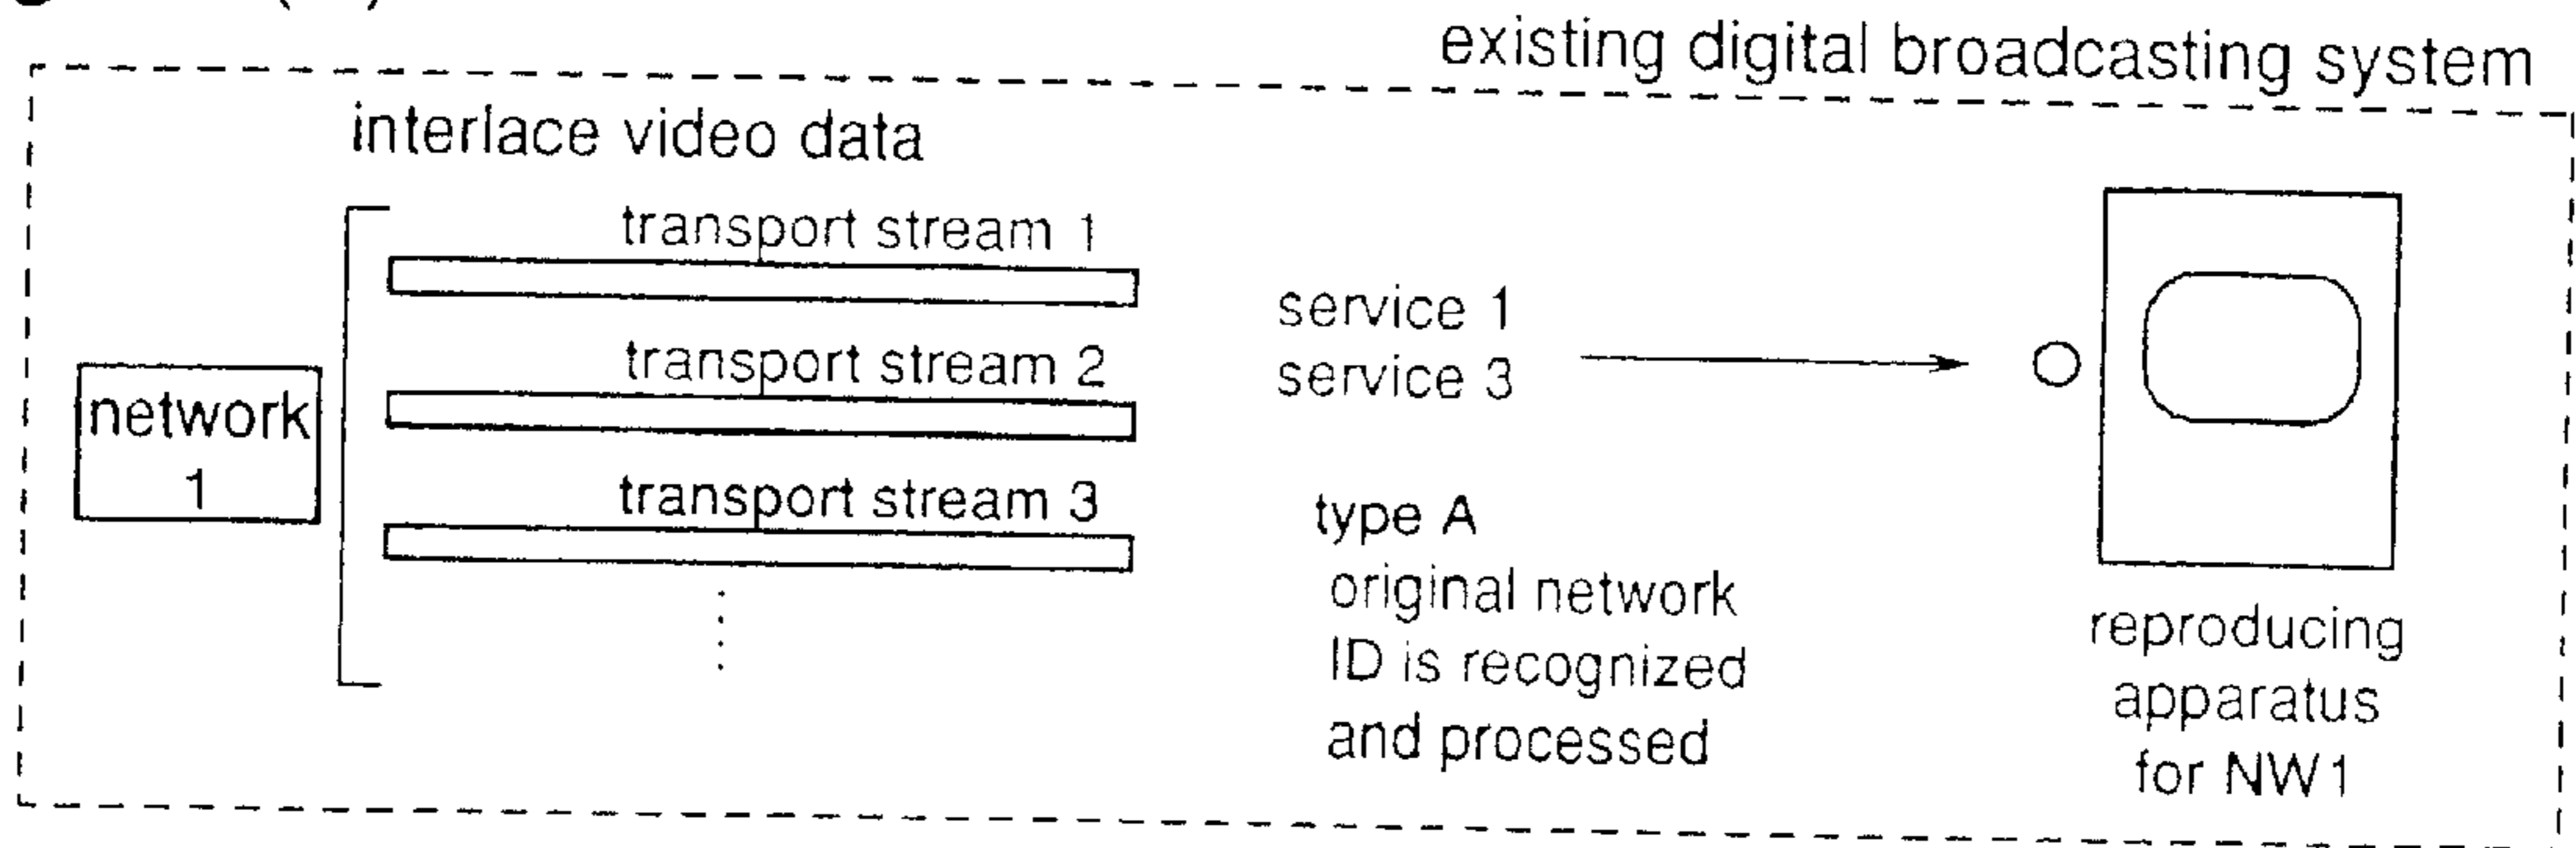 existing digital broadcasting system
interlace video data
transport stream 1
transport stream 2
transport stream 3
network
1
service 1
service 3
type A
original network
ID is recognized
and processed
reproducing
apparatus
for NW1